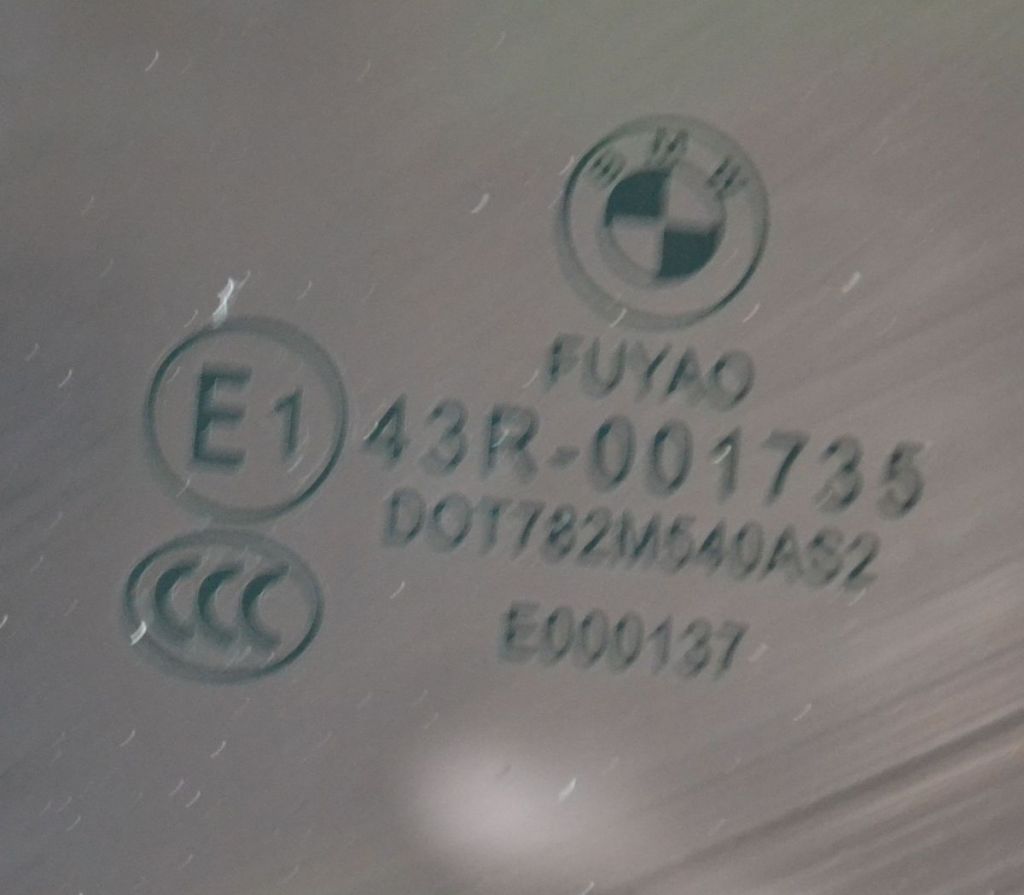 BMW
FUYAO
E1 43R-001735
DOT782M540AS2
CCC
E000137